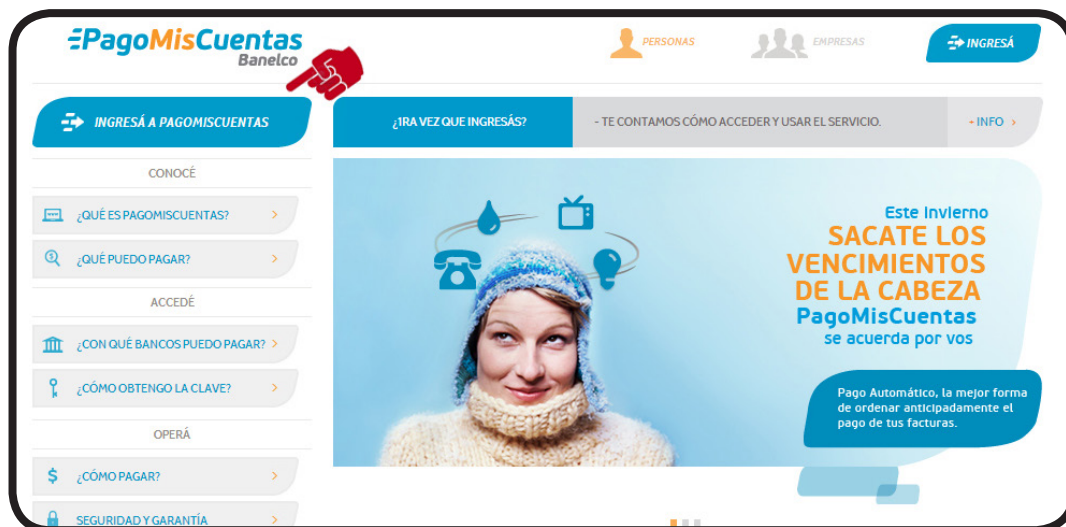 PagoMisCuentas
Banelco
PERSONAS
EMPRESAS
INGRESÁ
INGRESÁ A PAGOMISCUENTAS
¿1RA VEZ QUE INGRESÁS?
- TE CONTAMOS CÓMO ACCEDER Y USAR EL SERVICIO.
+ INFO >
CONOCÉ
¿QUÉ ES PAGOMISCUENTAS? >
¿QUÉ PUEDO PAGAR? >
ACCEDÉ
¿CON QUÉ BANCOS PUEDO PAGAR? >
¿CÓMO OBTENGO LA CLAVE? >
OPERÁ
$ ¿CÓMO PAGAR? >
SEGURIDAD Y GARANTÍA >
Este Invierno
SACATE LOS
VENCIMIENTOS
DE LA CABEZA
PagoMisCuentas
se acuerda por vos
Pago Automático, la mejor forma
de ordenar anticipadamente el
pago de tus facturas.